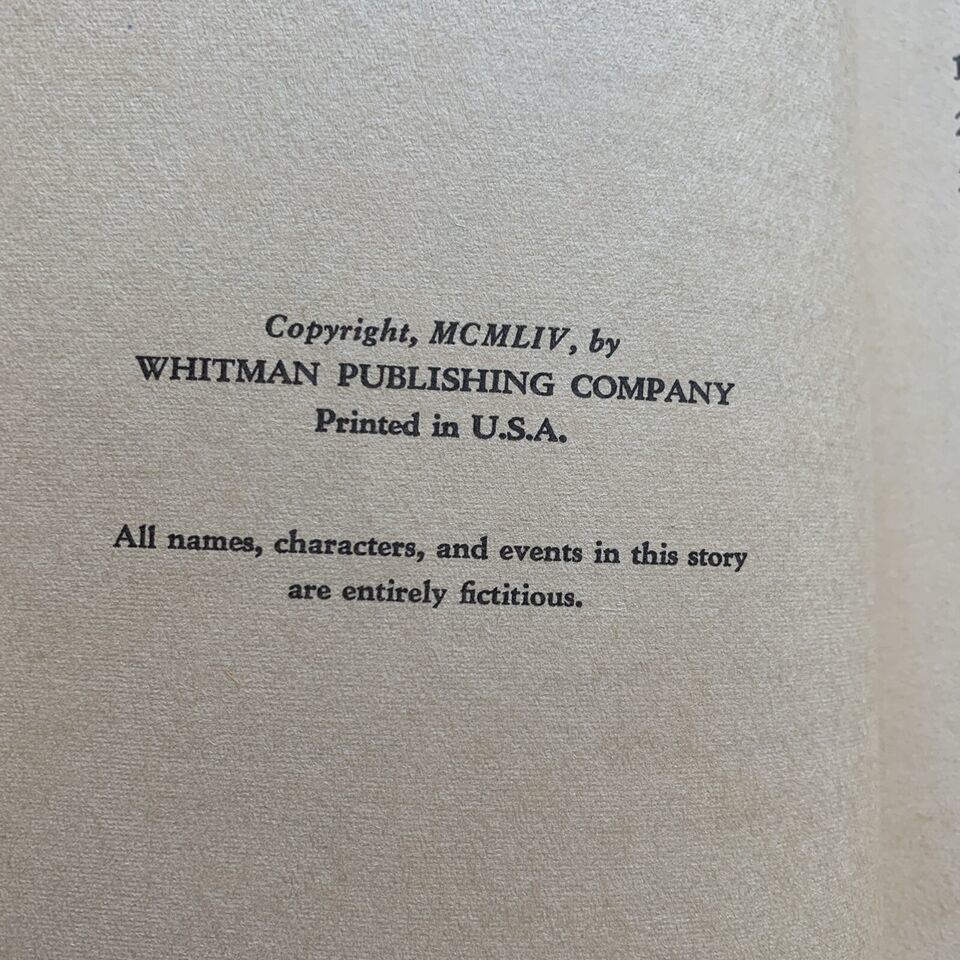 Copyright, MCMLIV, by
WHITMAN PUBLISHING COMPANY
Printed in U.S.A.
All names, characters, and events in this story
are entirely fictitious.